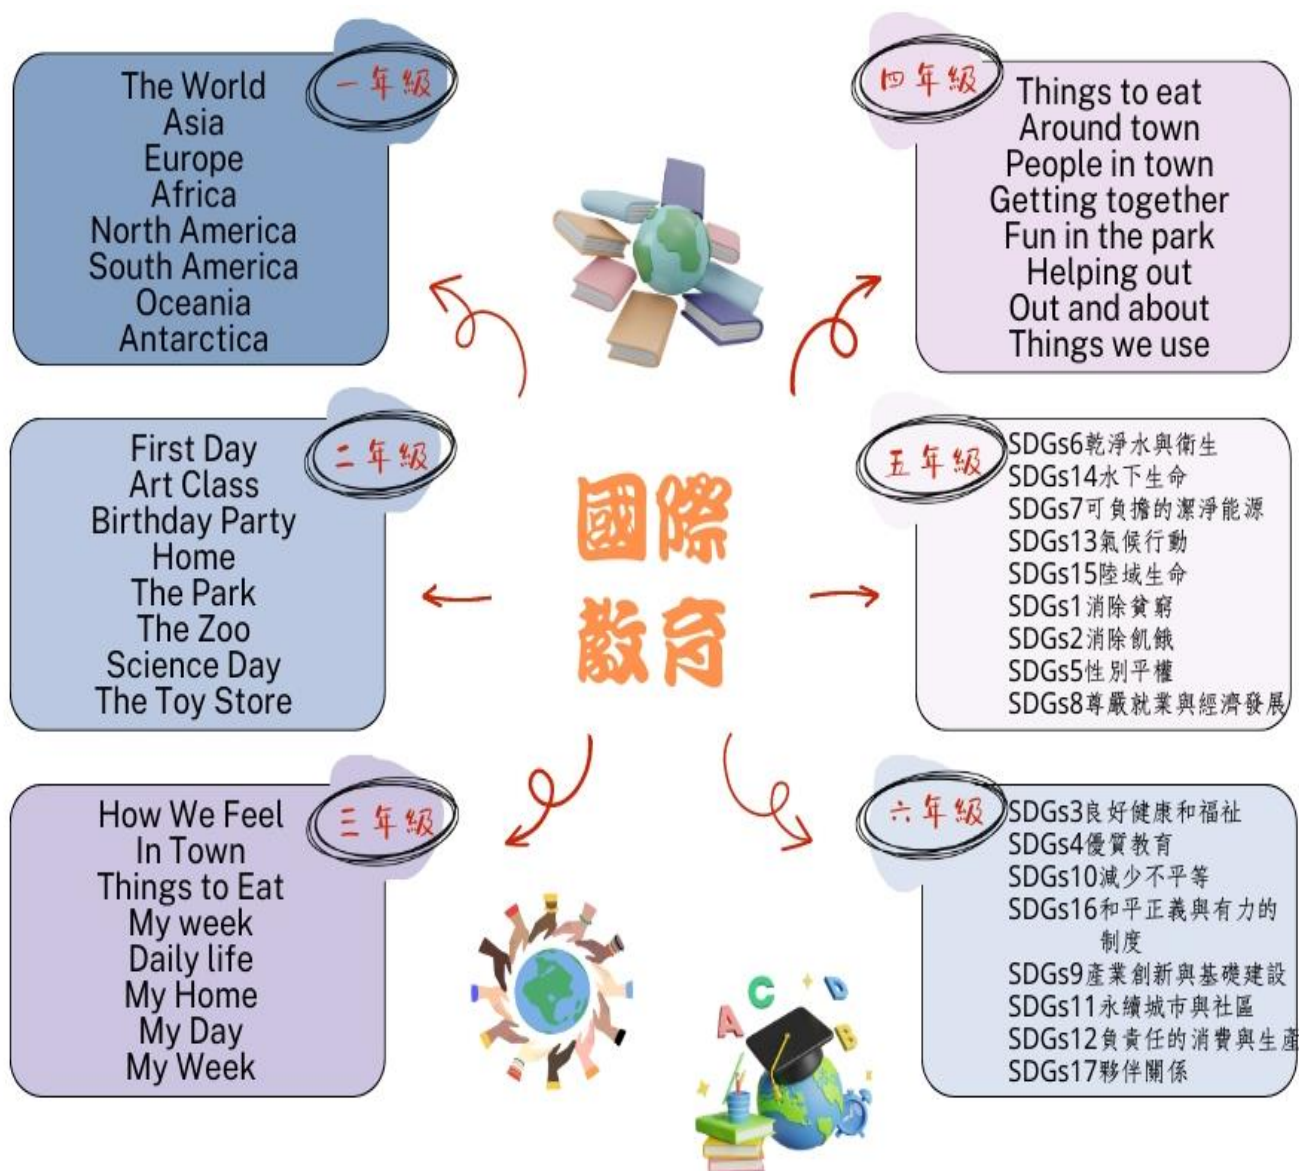 一年級
The World
Asia
Europe
Africa
North America
South America
Oceania
Antarctica
二年級
First Day
Art Class
Birthday Party
Home
The Park
The Zoo
Science Day
The Toy Store
三年級
How We Feel
In Town
Things to Eat
My week
Daily life
My Home
My Day
My Week
國際
教育
四年級
Things to eat
Around town
People in town
Getting together
Fun in the park
Helping out
Out and about
Things we use
五年級
SDGs6乾淨水與衛生
SDGs14水下生命
SDGs7可負擔的潔淨能源
SDGs13氣候行動
SDGs15陸域生命
SDGs1消除貧窮
SDGs2消除飢餓
SDGs5性別平權
SDGs8尊嚴就業與經濟發展
六年級
SDGs3良好健康和福祉
SDGs4優質教育
SDGs10減少不平等
SDGs16和平正義與有力的
制度
SDGs9產業創新與基礎建設
SDGs11永續城市與社區
SDGs12負責任的消費與生產
SDGs17夥伴關係
A
C
D
B